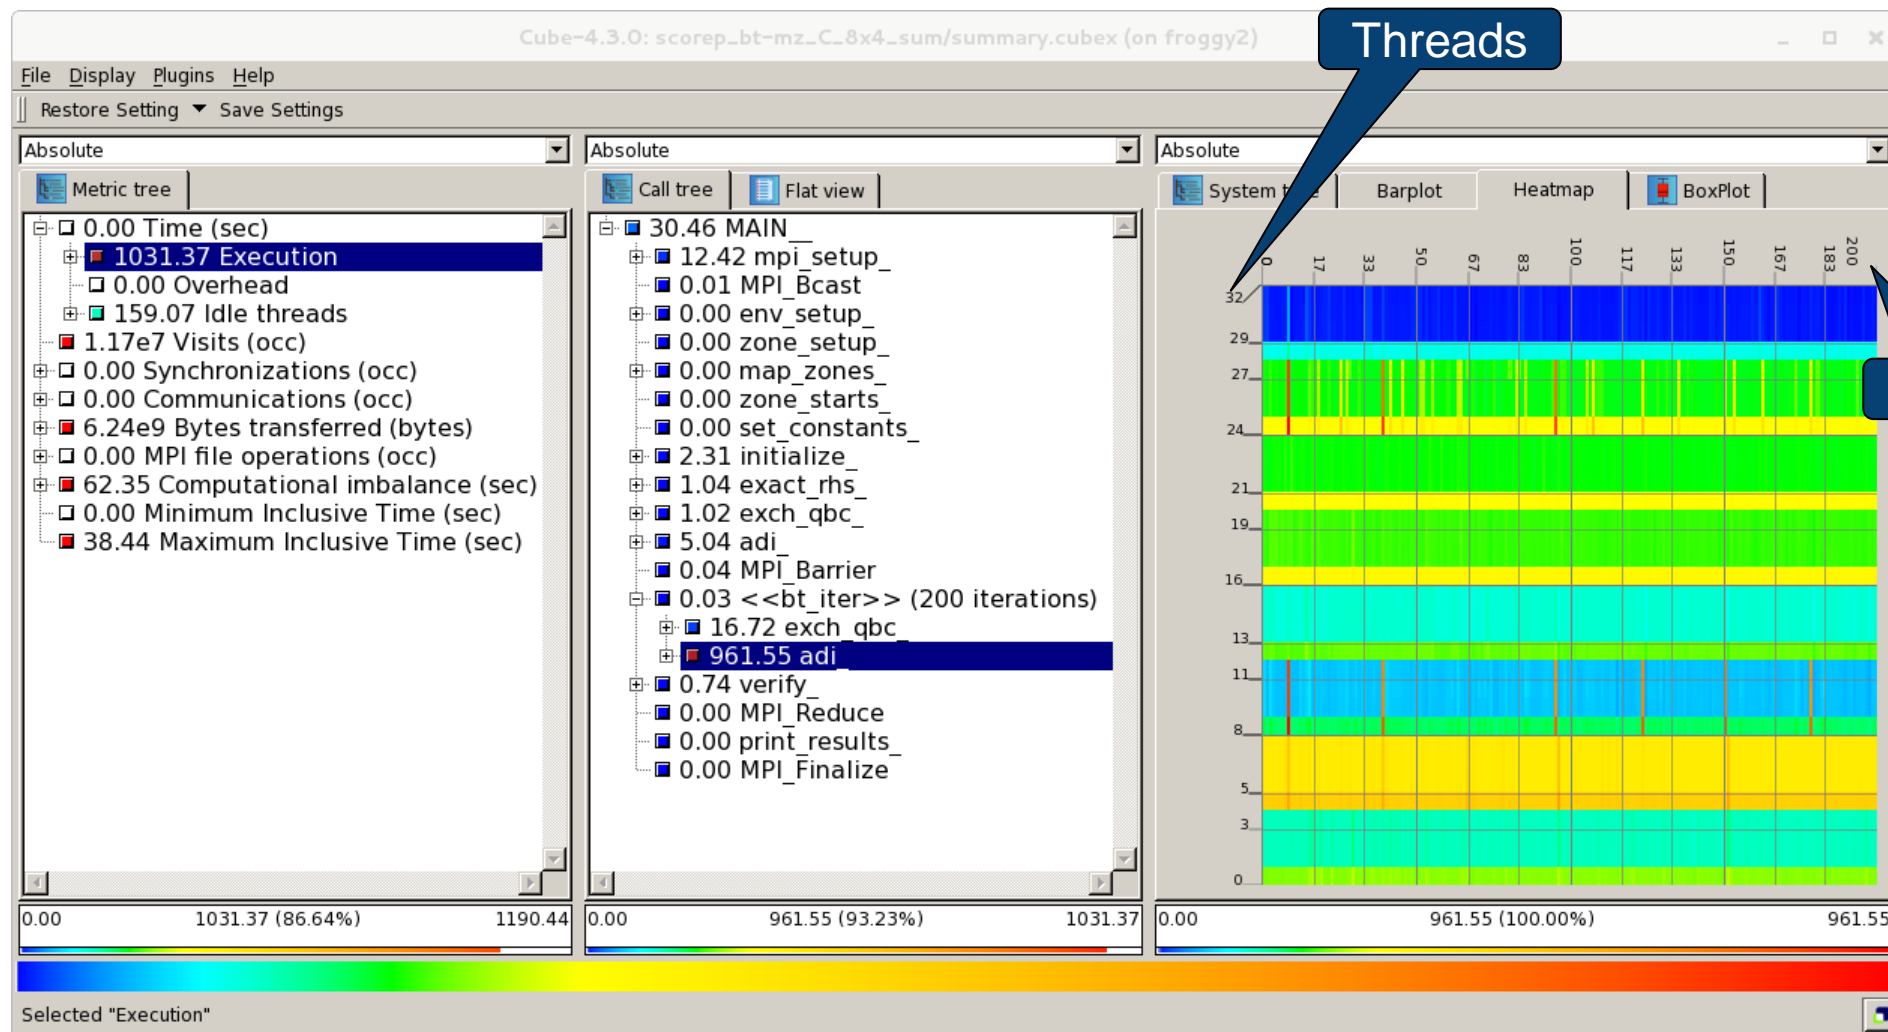 Cube-4.3.0: scorep_bt-mz_C_8x4_sum/summary.cubex (on froggy2)
Threads
File Display Plugins Help
Restore Setting Save Settings
Absolute
Metric tree
0.00 Time (sec)
1031.37 Execution
0.00 Overhead
159.07 Idle threads
1.17e7 Visits (occ)
0.00 Synchronizations (occ)
0.00 Communications (occ)
6.24e9 Bytes transferred (bytes)
0.00 MPI file operations (occ)
62.35 Computational imbalance (sec)
0.00 Minimum Inclusive Time (sec)
38.44 Maximum Inclusive Time (sec)
0.00 1031.37 (86.64%) 1190.44
Absolute
Call tree Flat view
30.46 MAIN__
12.42 mpi_setup_
0.01 MPI_Bcast
0.00 env_setup_
0.00 zone_setup_
0.00 map_zones_
0.00 zone_starts_
0.00 set_constants_
2.31 initialize_
1.04 exact_rhs_
1.02 exch_qbc_
5.04 adi_
0.04 MPI_Barrier
0.03 <<bt_iter>> (200 iterations)
16.72 exch_qbc_
961.55 adi_
0.74 verify_
0.00 MPI_Reduce
0.00 print_results_
0.00 MPI_Finalize
0.00 961.55 (93.23%) 1031.37
Absolute
System Barplot Heatmap BoxPlot
0 17 33 50 67 83 100 117 133 150 167 183 200
32
29
27
24
21
19
16
13
11
8
5
3
0
0.00 961.55 (100.00%) 961.55
Selected "Execution"